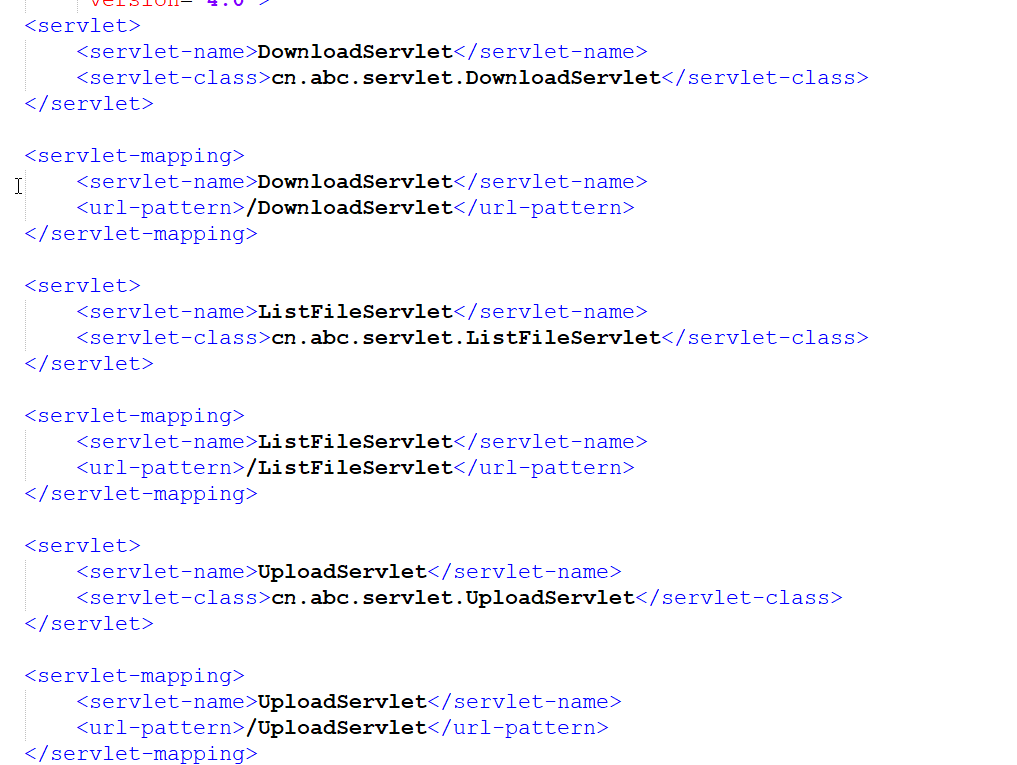 version="4.0">
<servlet>
<servlet-name>DownloadServlet</servlet-name>
<servlet-class>cn.abc.servlet.DownloadServlet</servlet-class>
</servlet>
<servlet-mapping>
<servlet-name>DownloadServlet</servlet-name>
<url-pattern>/DownloadServlet</url-pattern>
</servlet-mapping>
<servlet>
<servlet-name>ListFileServlet</servlet-name>
<servlet-class>cn.abc.servlet.ListFileServlet</servlet-class>
</servlet>
<servlet-mapping>
<servlet-name>ListFileServlet</servlet-name>
<url-pattern>/ListFileServlet</url-pattern>
</servlet-mapping>
<servlet>
<servlet-name>UploadServlet</servlet-name>
<servlet-class>cn.abc.servlet.UploadServlet</servlet-class>
</servlet>
<servlet-mapping>
<servlet-name>UploadServlet</servlet-name>
<url-pattern>/UploadServlet</url-pattern>
</servlet-mapping>